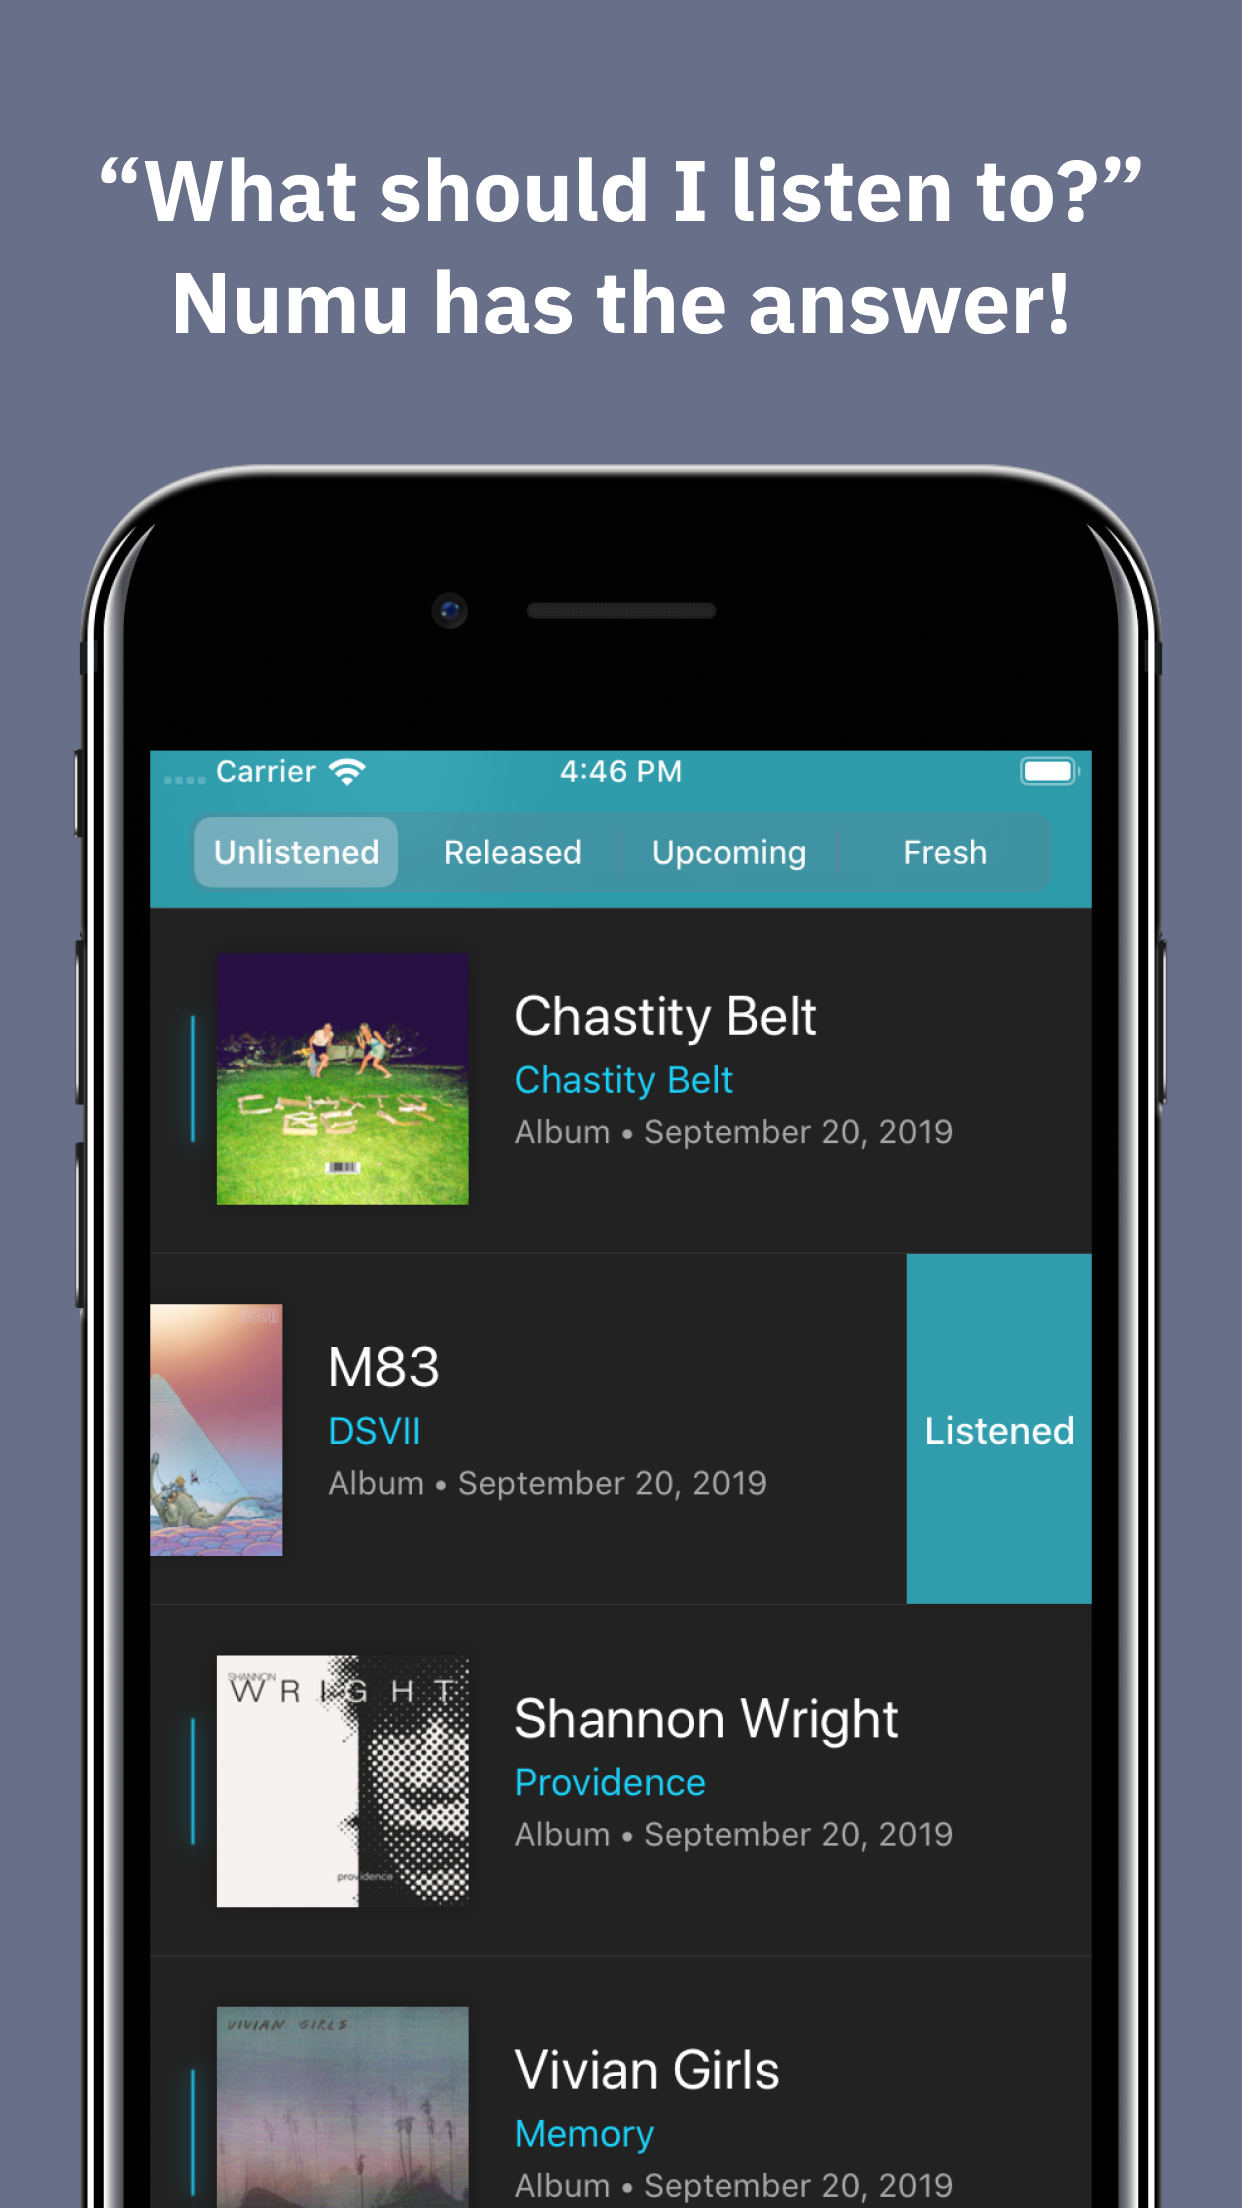 “What should I listen to?”
Numu has the answer!
Carrier 4:46 PM
Unlistened Released Upcoming Fresh
Chastity Belt
Chastity Belt
Album • September 20, 2019
DSVII
M83
DSVII
Album • September 20, 2019
Listened
SHANNON
WRIGHT
providence
Shannon Wright
Providence
Album • September 20, 2019
VIVIAN GIRLS
Vivian Girls
Memory
Album • September 20, 2019